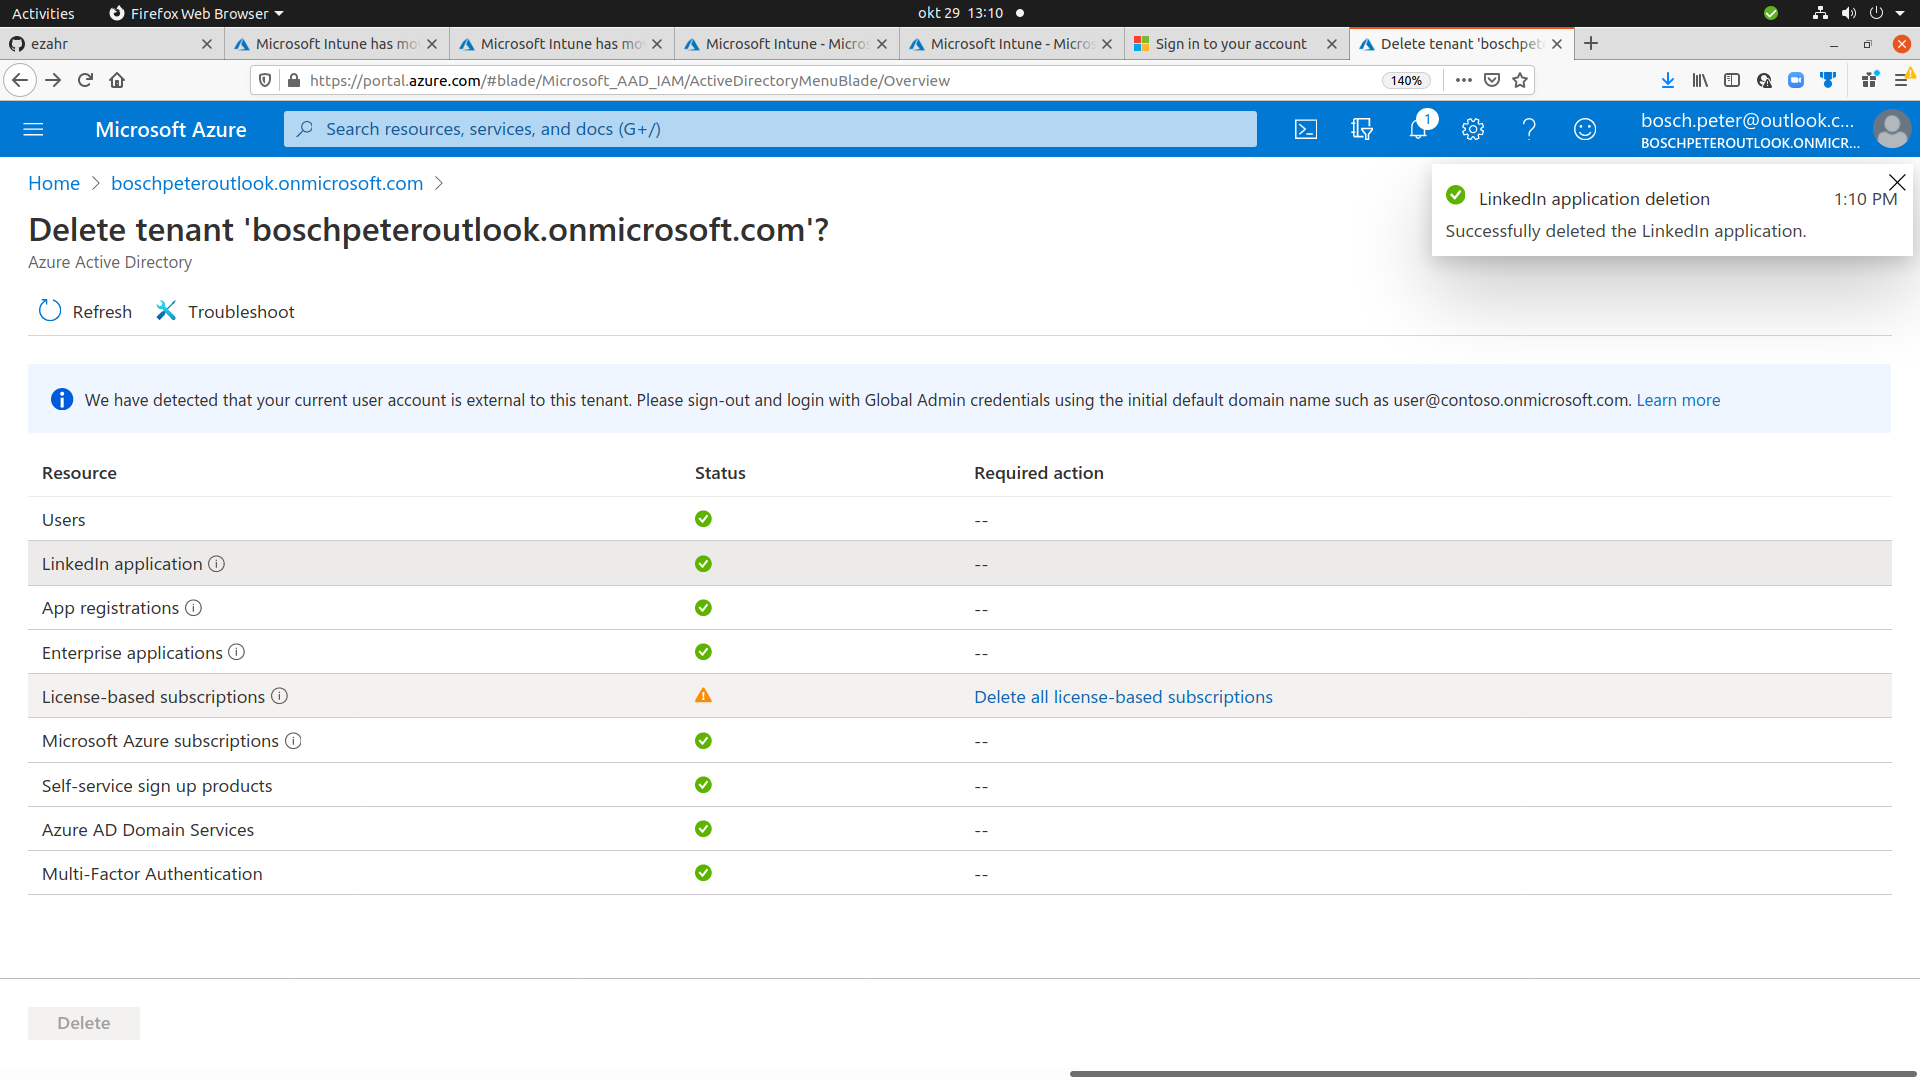 Activities
Firefox Web Browser
okt 29 13:10
ezahr
Microsoft Intune has mo
Microsoft Intune has mo
Microsoft Intune - Micros
Microsoft Intune - Micros
Sign in to your account
Delete tenant 'boschpete
https://portal.azure.com/#blade/Microsoft_AAD_IAM/ActiveDirectoryMenuBlade/Overview
140%
Microsoft Azure
Search resources, services, and docs (G+/)
1
bosch.peter@outlook.c...
BOSCHPETEROUTLOOK.ONMICR...
Home > boschpeteroutlook.onmicrosoft.com >
LinkedIn application deletion
1:10 PM
Successfully deleted the LinkedIn application.
Delete tenant 'boschpeteroutlook.onmicrosoft.com'?
Azure Active Directory
Refresh
Troubleshoot
We have detected that your current user account is external to this tenant. Please sign-out and login with Global Admin credentials using the initial default domain name such as user@contoso.onmicrosoft.com. Learn more
Resource Status Required action
Users --
LinkedIn application --
App registrations --
Enterprise applications --
License-based subscriptions Delete all license-based subscriptions
Microsoft Azure subscriptions --
Self-service sign up products --
Azure AD Domain Services --
Multi-Factor Authentication --
Delete